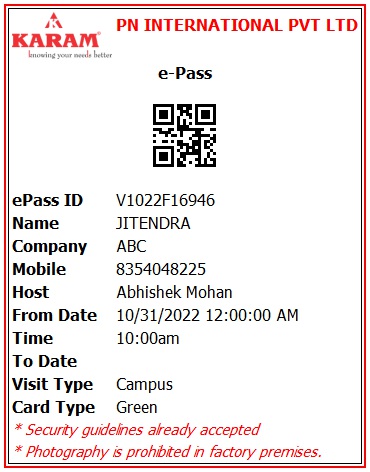 PN INTERNATIONAL PVT LTD
KARAM®
knowing your needs better
e-Pass
ePass ID V1022F16946
Name JITENDRA
Company ABC
Mobile 8354048225
Host Abhishek Mohan
From Date 10/31/2022 12:00:00 AM
Time 10:00am
To Date
Visit Type Campus
Card Type Green
* Security guidelines already accepted
* Photography is prohibited in factory premises.